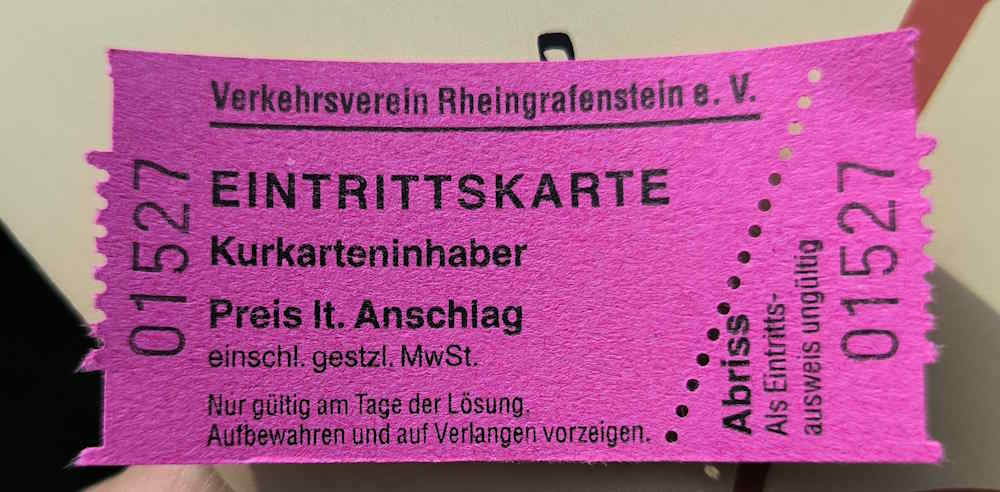 Verkehrsverein Rheingrafenstein e. V.
EINTRITTSKARTE
Kurkarteninhaber
Preis lt. Anschlag
einschl. gestzl. MwSt.
Nur gültig am Tage der Lösung.
Aufbewahren und auf Verlangen vorzeigen.
01527
Abriss
Als Eintritts-
ausweis ungültig
01527